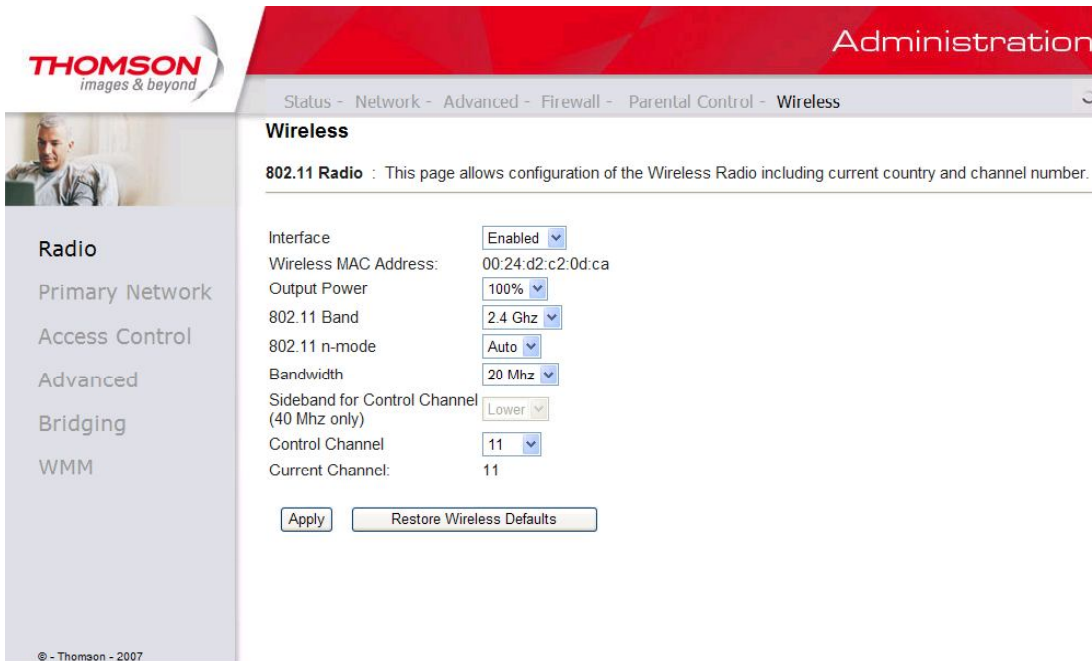 Administration
THOMSON
images & beyond
Status - Network - Advanced - Firewall - Parental Control - Wireless
Wireless
802.11 Radio : This page allows configuration of the Wireless Radio including current country and channel number.
Radio
Primary Network
Access Control
Advanced
Bridging
WMM
Interface Enabled
Wireless MAC Address: 00:24:d2:c2:0d:ca
Output Power 100%
802.11 Band 2.4 Ghz
802.11 n-mode Auto
Bandwidth 20 Mhz
Sideband for Control Channel
(40 Mhz only) Lower
Control Channel 11
Current Channel: 11
Apply Restore Wireless Defaults
© - Thomson - 2007